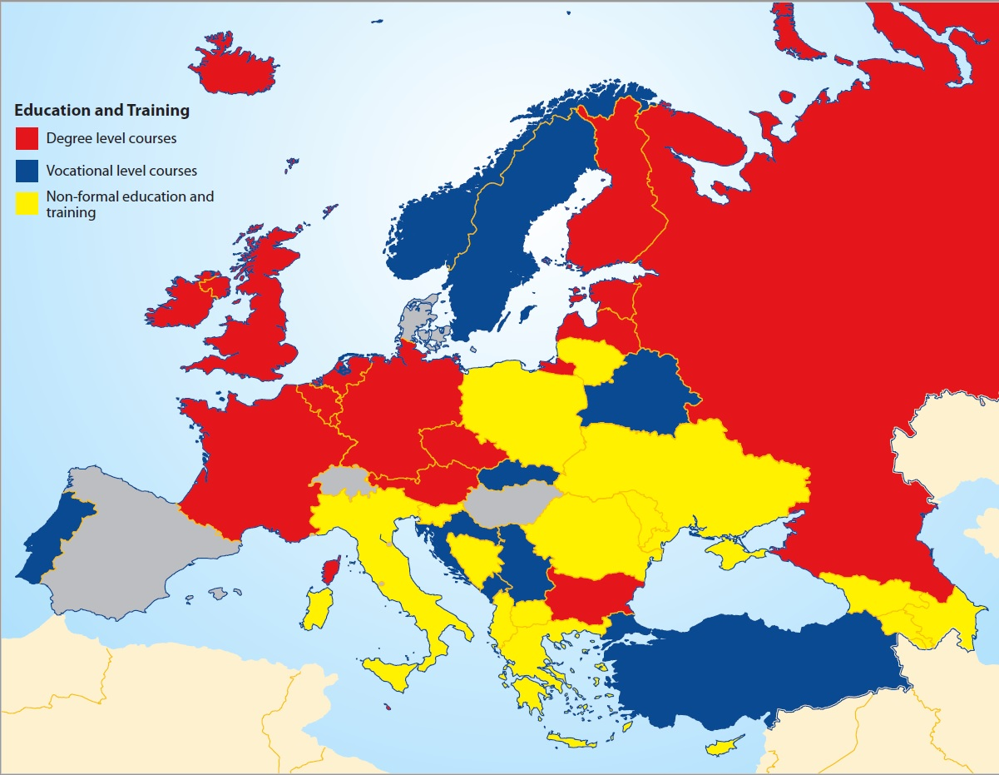 Education and Training
Degree level courses
Vocational level courses
Non-formal education and
training